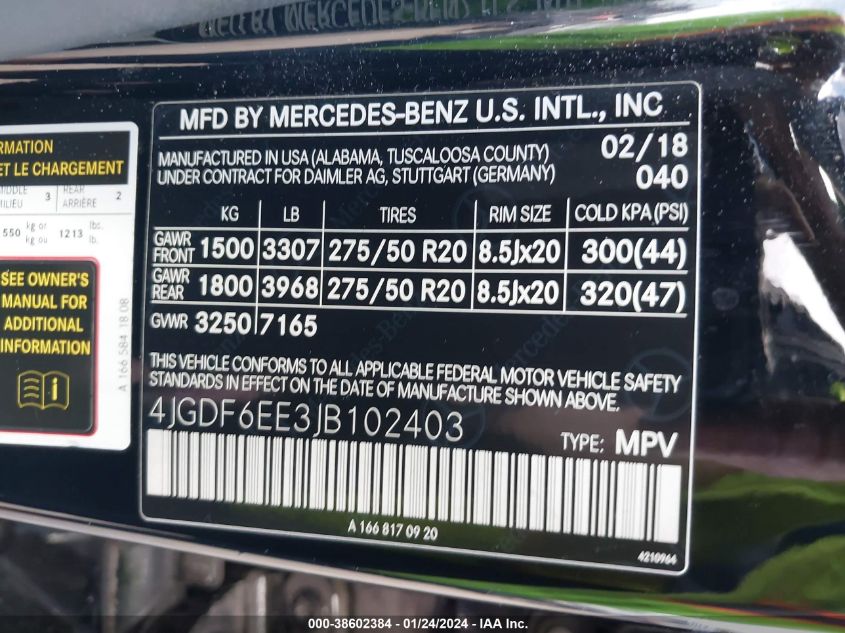 MFD BY MERCEDES-BENZ U.S. INTL., INC
MANUFACTURED IN USA (ALABAMA, TUSCALOOSA COUNTY) 02/18
UNDER CONTRACT FOR DAIMLER AG, STUTTGART (GERMANY) 040
KG LB TIRES RIM SIZE COLD KPA(PSI)
GAWR FRONT 1500 3307 275/50 R20 8.5Jx20 300(44)
GAWR REAR 1800 3968 275/50 R20 8.5Jx20 320(47)
GVWR 3250 7165
THIS VEHICLE CONFORMS TO ALL APPLICABLE FEDERAL MOTOR VEHICLE SAFETY
STANDARDS IN EFFECT ON THE DATE OF MANUFACTURE SHOWN ABOVE.
4JGDF6EE3JB102403
TYPE: MPV
A 166 817 09 20
4210964
RMATION
ET LE CHARGEMENT
3 REAR 2
ILIEU ARRIÈRE
550 kg or 1213 lbs.
kg ou lb.
SEE OWNER'S
MANUAL FOR
ADDITIONAL
INFORMATION
A 166 584 18 08
000-38602384 - 01/24/2024 - IAA Inc.